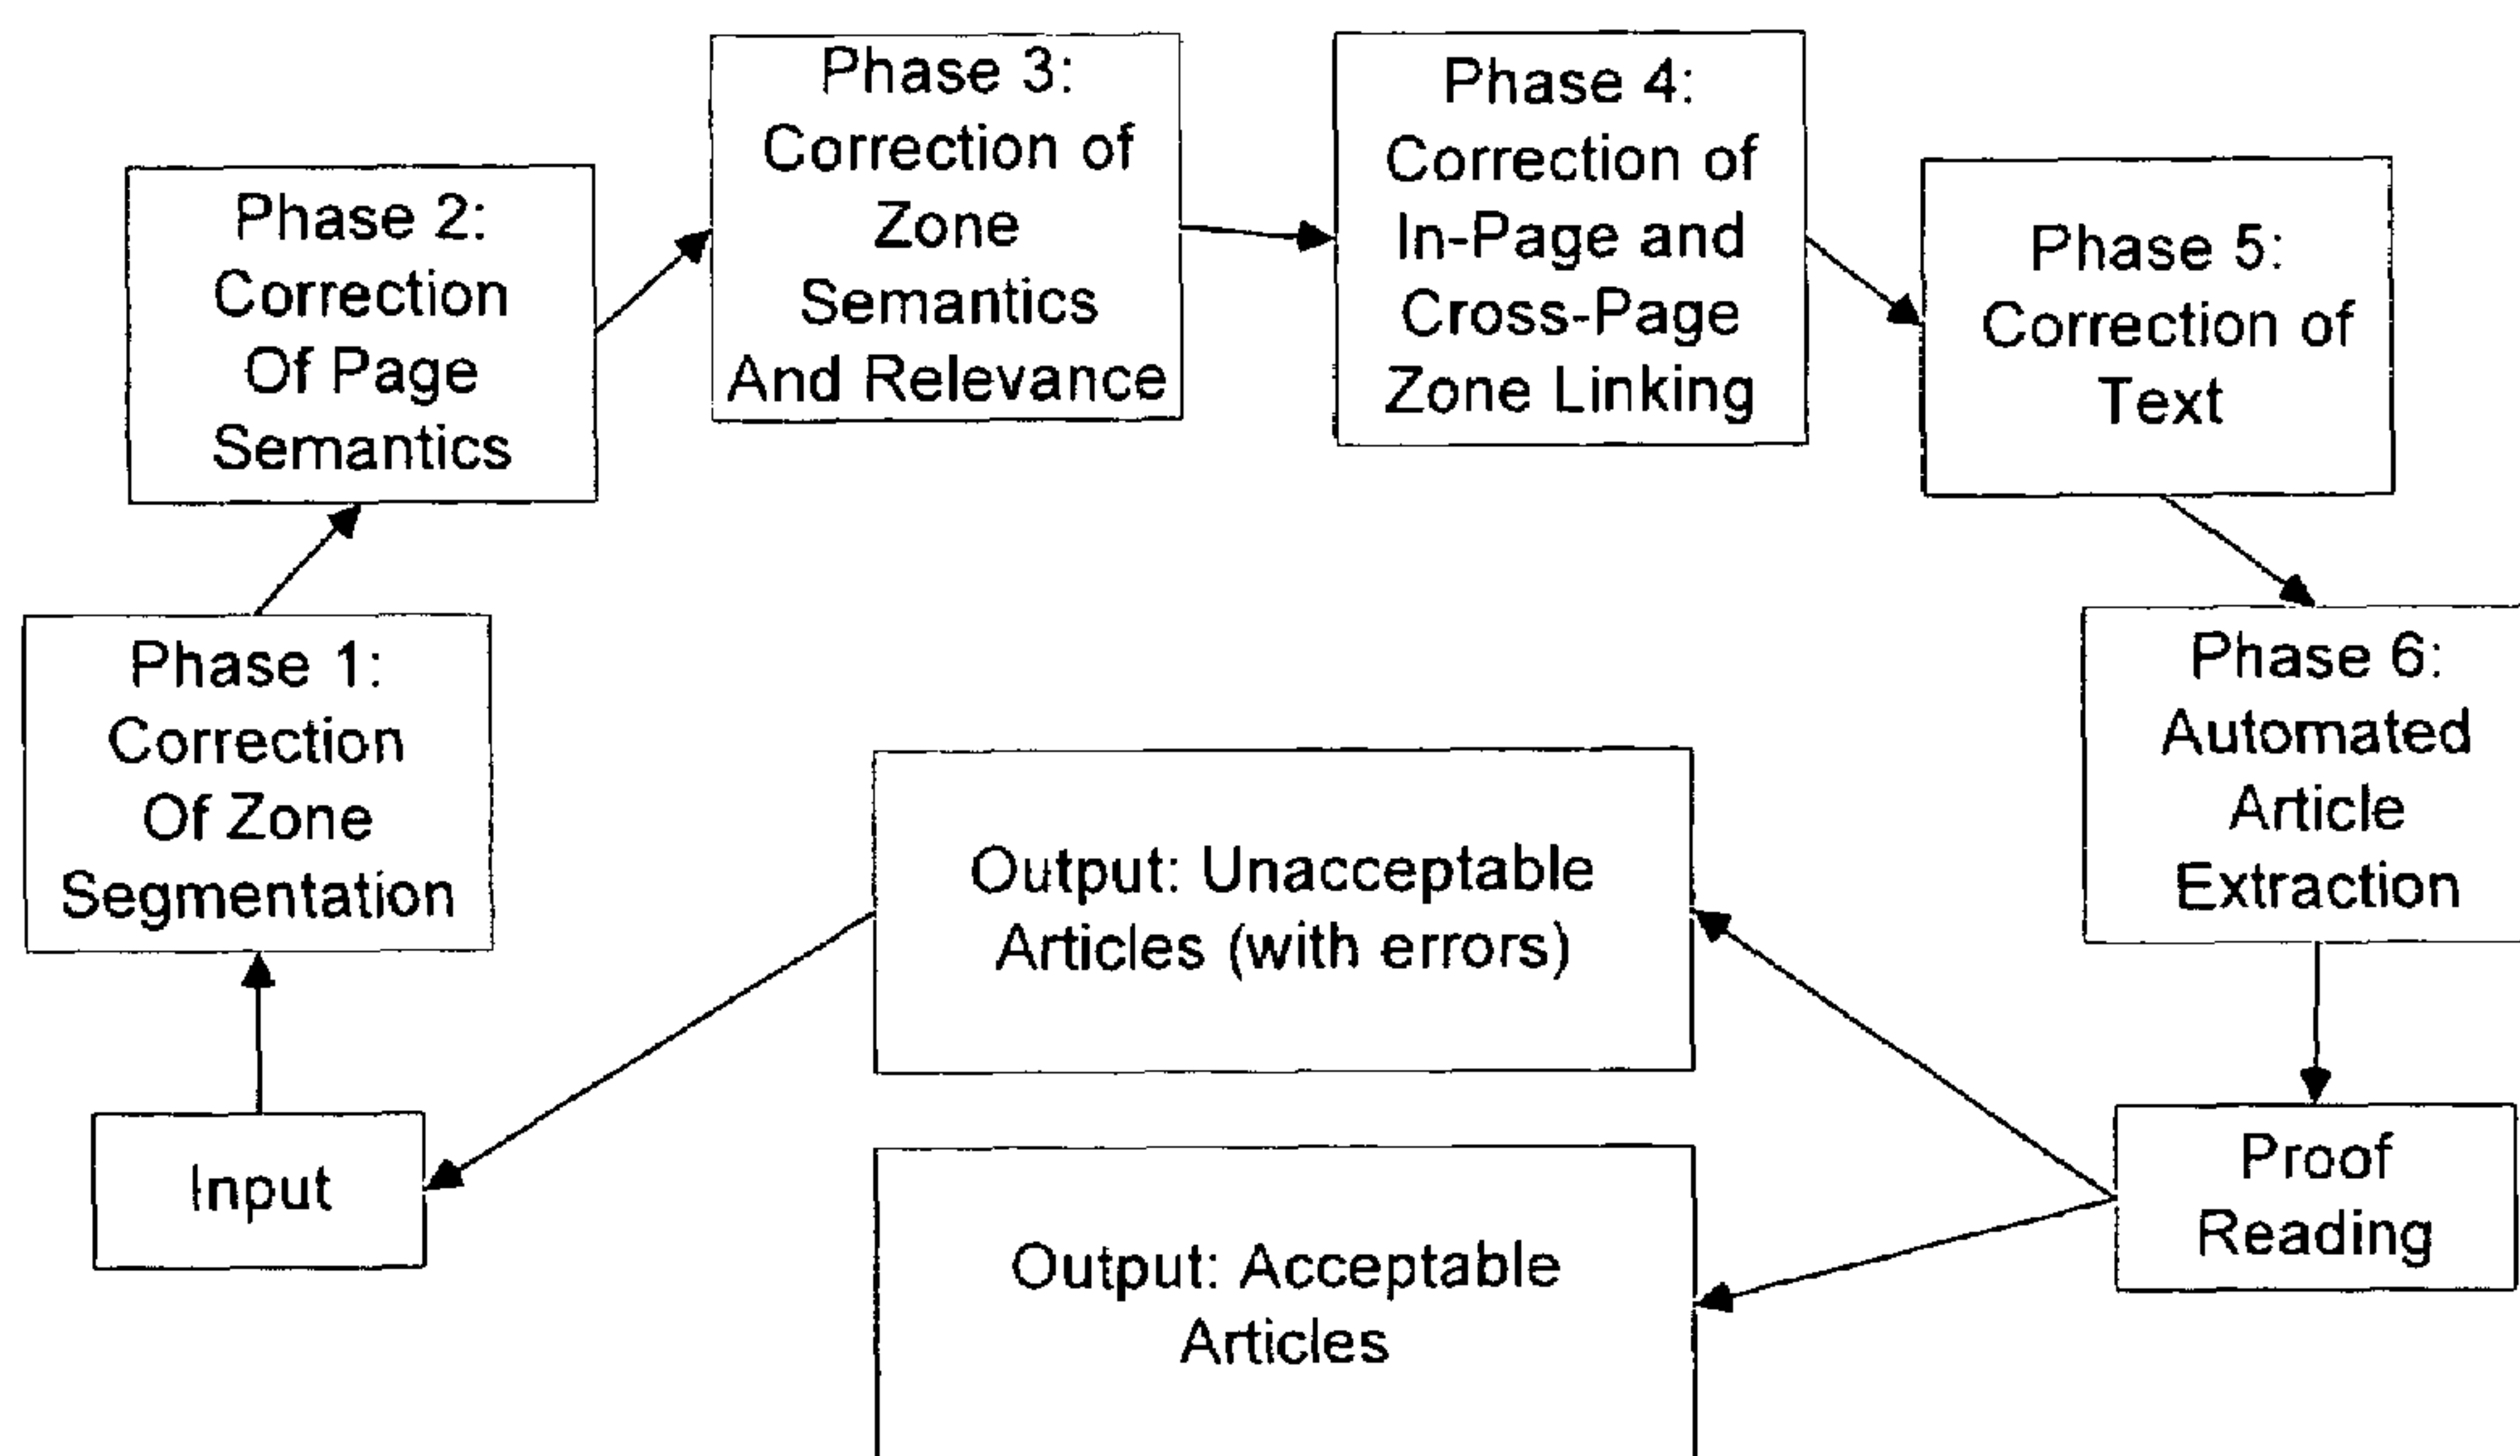 Phase 3:
Correction of
Zone
Semantics
And Relevance
Phase 4:
Correction of
In-Page and
Cross-Page
Zone Linking
Phase 2:
Correction
Of Page
Semantics
Phase 5:
Correction of
Text
Phase 1:
Correction
Of Zone
Segmentation
Phase 6:
Automated
Article
Extraction
Output: Unacceptable
Articles (with errors)
Input
Proof
Reading
Output: Acceptable
Articles